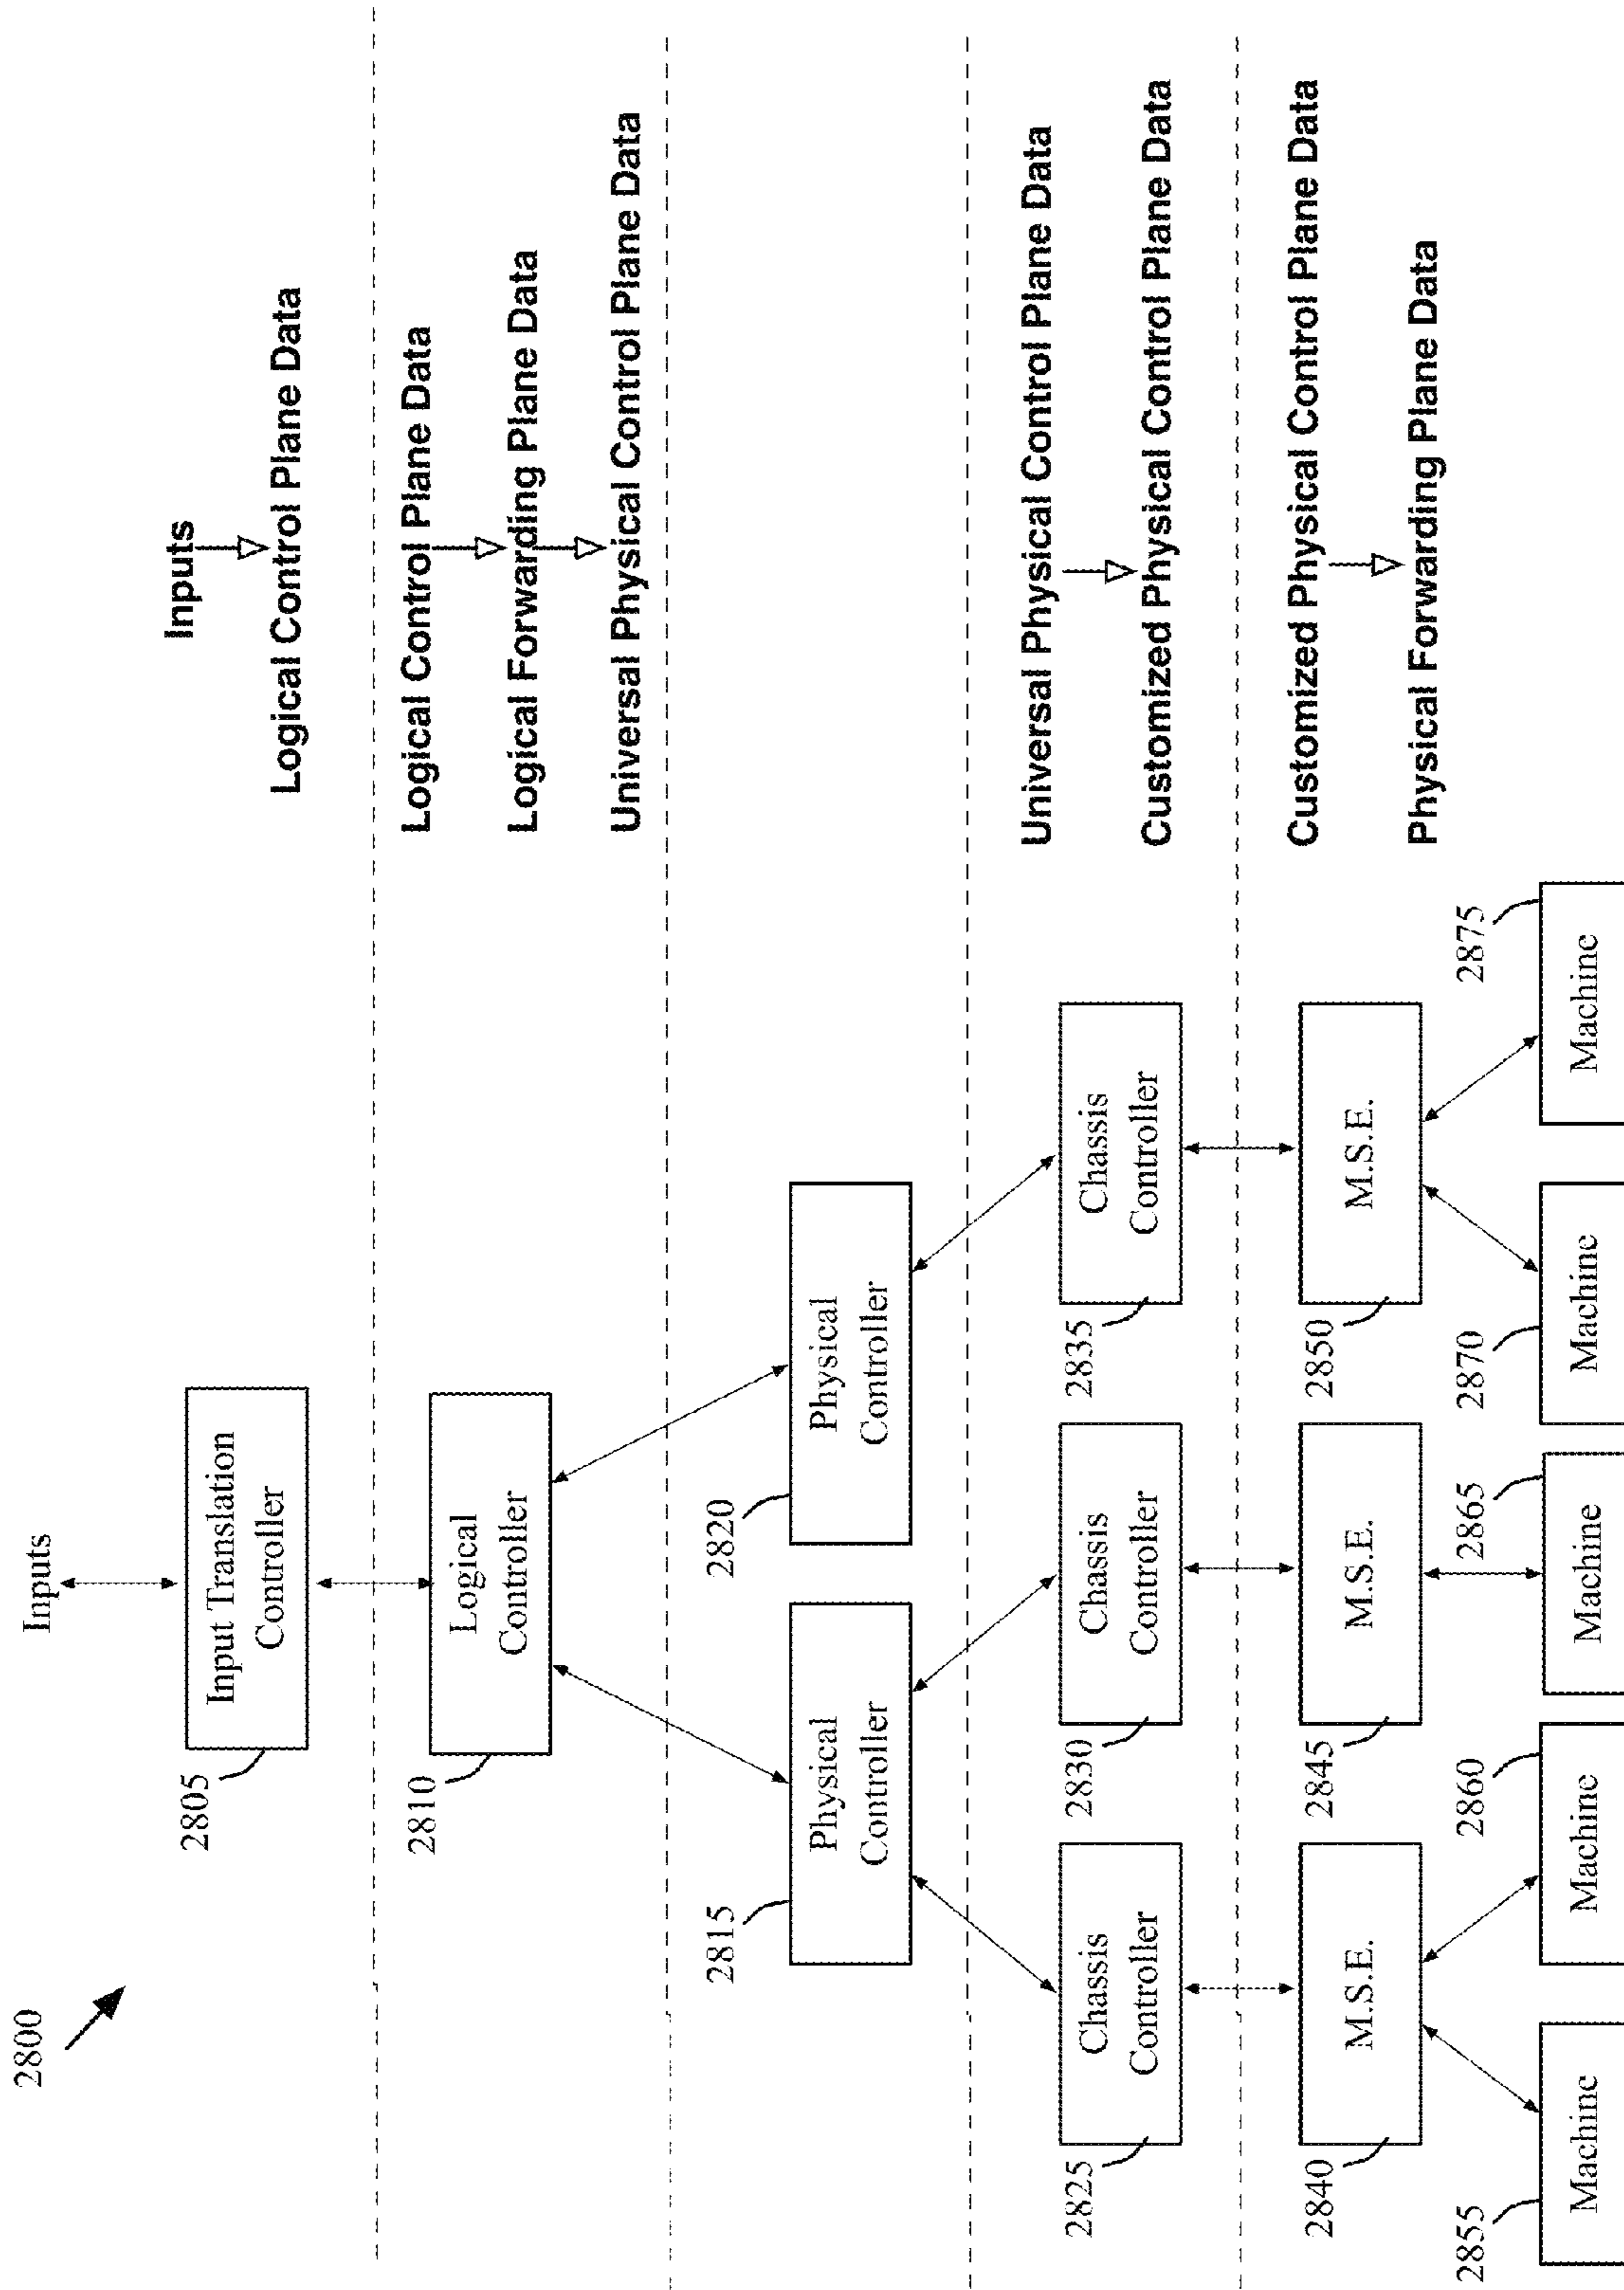 2800
Inputs
2805
Input Translation
Controller
Inputs
Logical Control Plane Data
2810
Logical
Controller
Logical Control Plane Data
Logical Forwarding Plane Data
Universal Physical Control Plane Data
2815
Physical
Controller
2820
Physical
Controller
2825
Chassis
Controller
2830
Chassis
Controller
2835
Chassis
Controller
Universal Physical Control Plane Data
Customized Physical Control Plane Data
2840
M.S.E.
2845
M.S.E.
2850
M.S.E.
Customized Physical Control Plane Data
Physical Forwarding Plane Data
2855
Machine
2860
Machine
2865
Machine
2870
Machine
2875
Machine